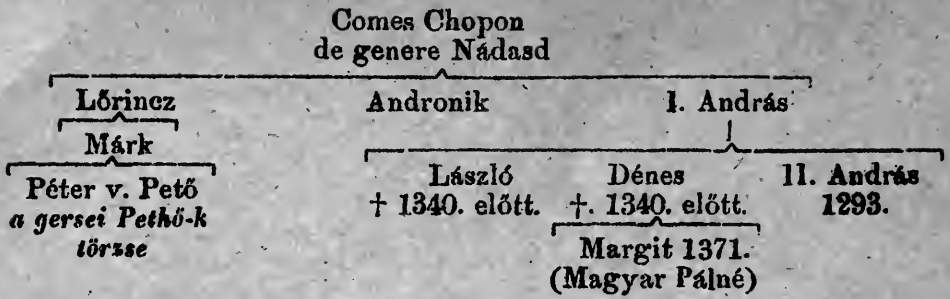 Comes Chopon
de genere Nádasd
Lőrincz Andronik I. András
Márk
Péter v. Pető László Dénes II. András
a gersei Pethő-k † 1340. előtt. †. 1340. előtt. 1293.
törzse
Margit 1371.
(Magyar Pálné)